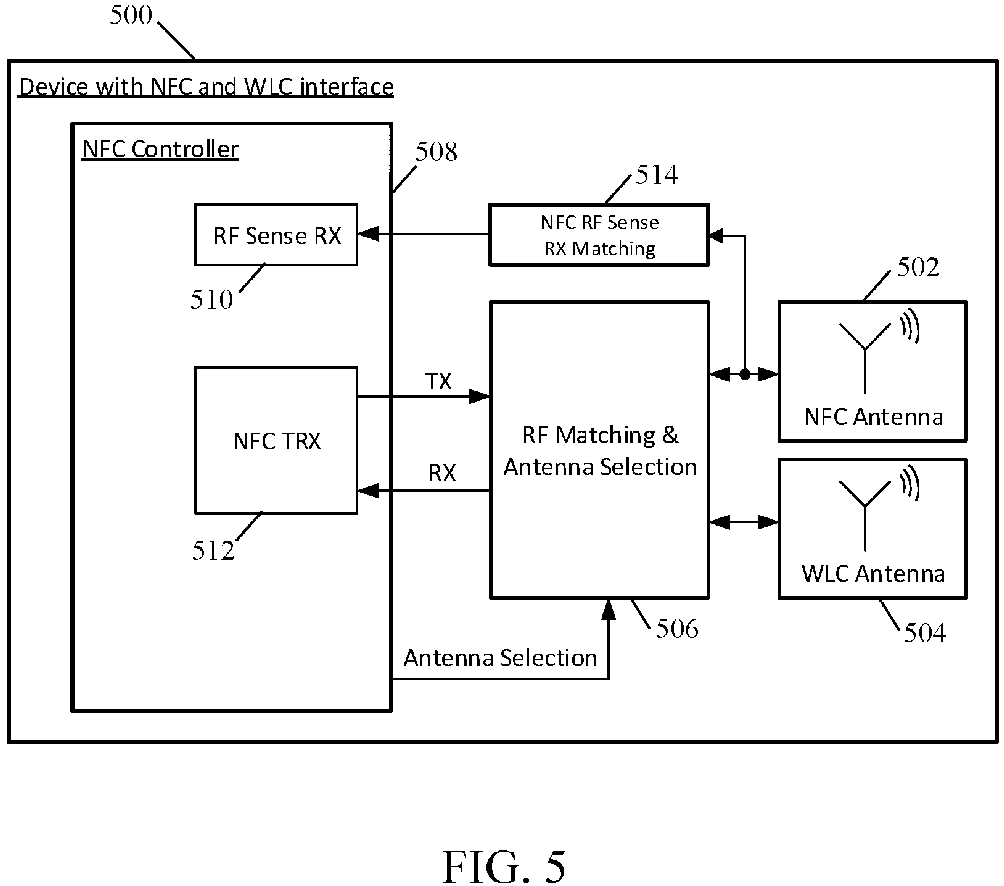 500
Device with NFC and WLC interface
NFC Controller
508
514
RF Sense RX
NFC RF Sense
RX Matching
510
502
TX
NFC TRX
RX
RF Matching &
Antenna Selection
NFC Antenna
512
WLC Antenna
506
504
Antenna Selection
FIG. 5